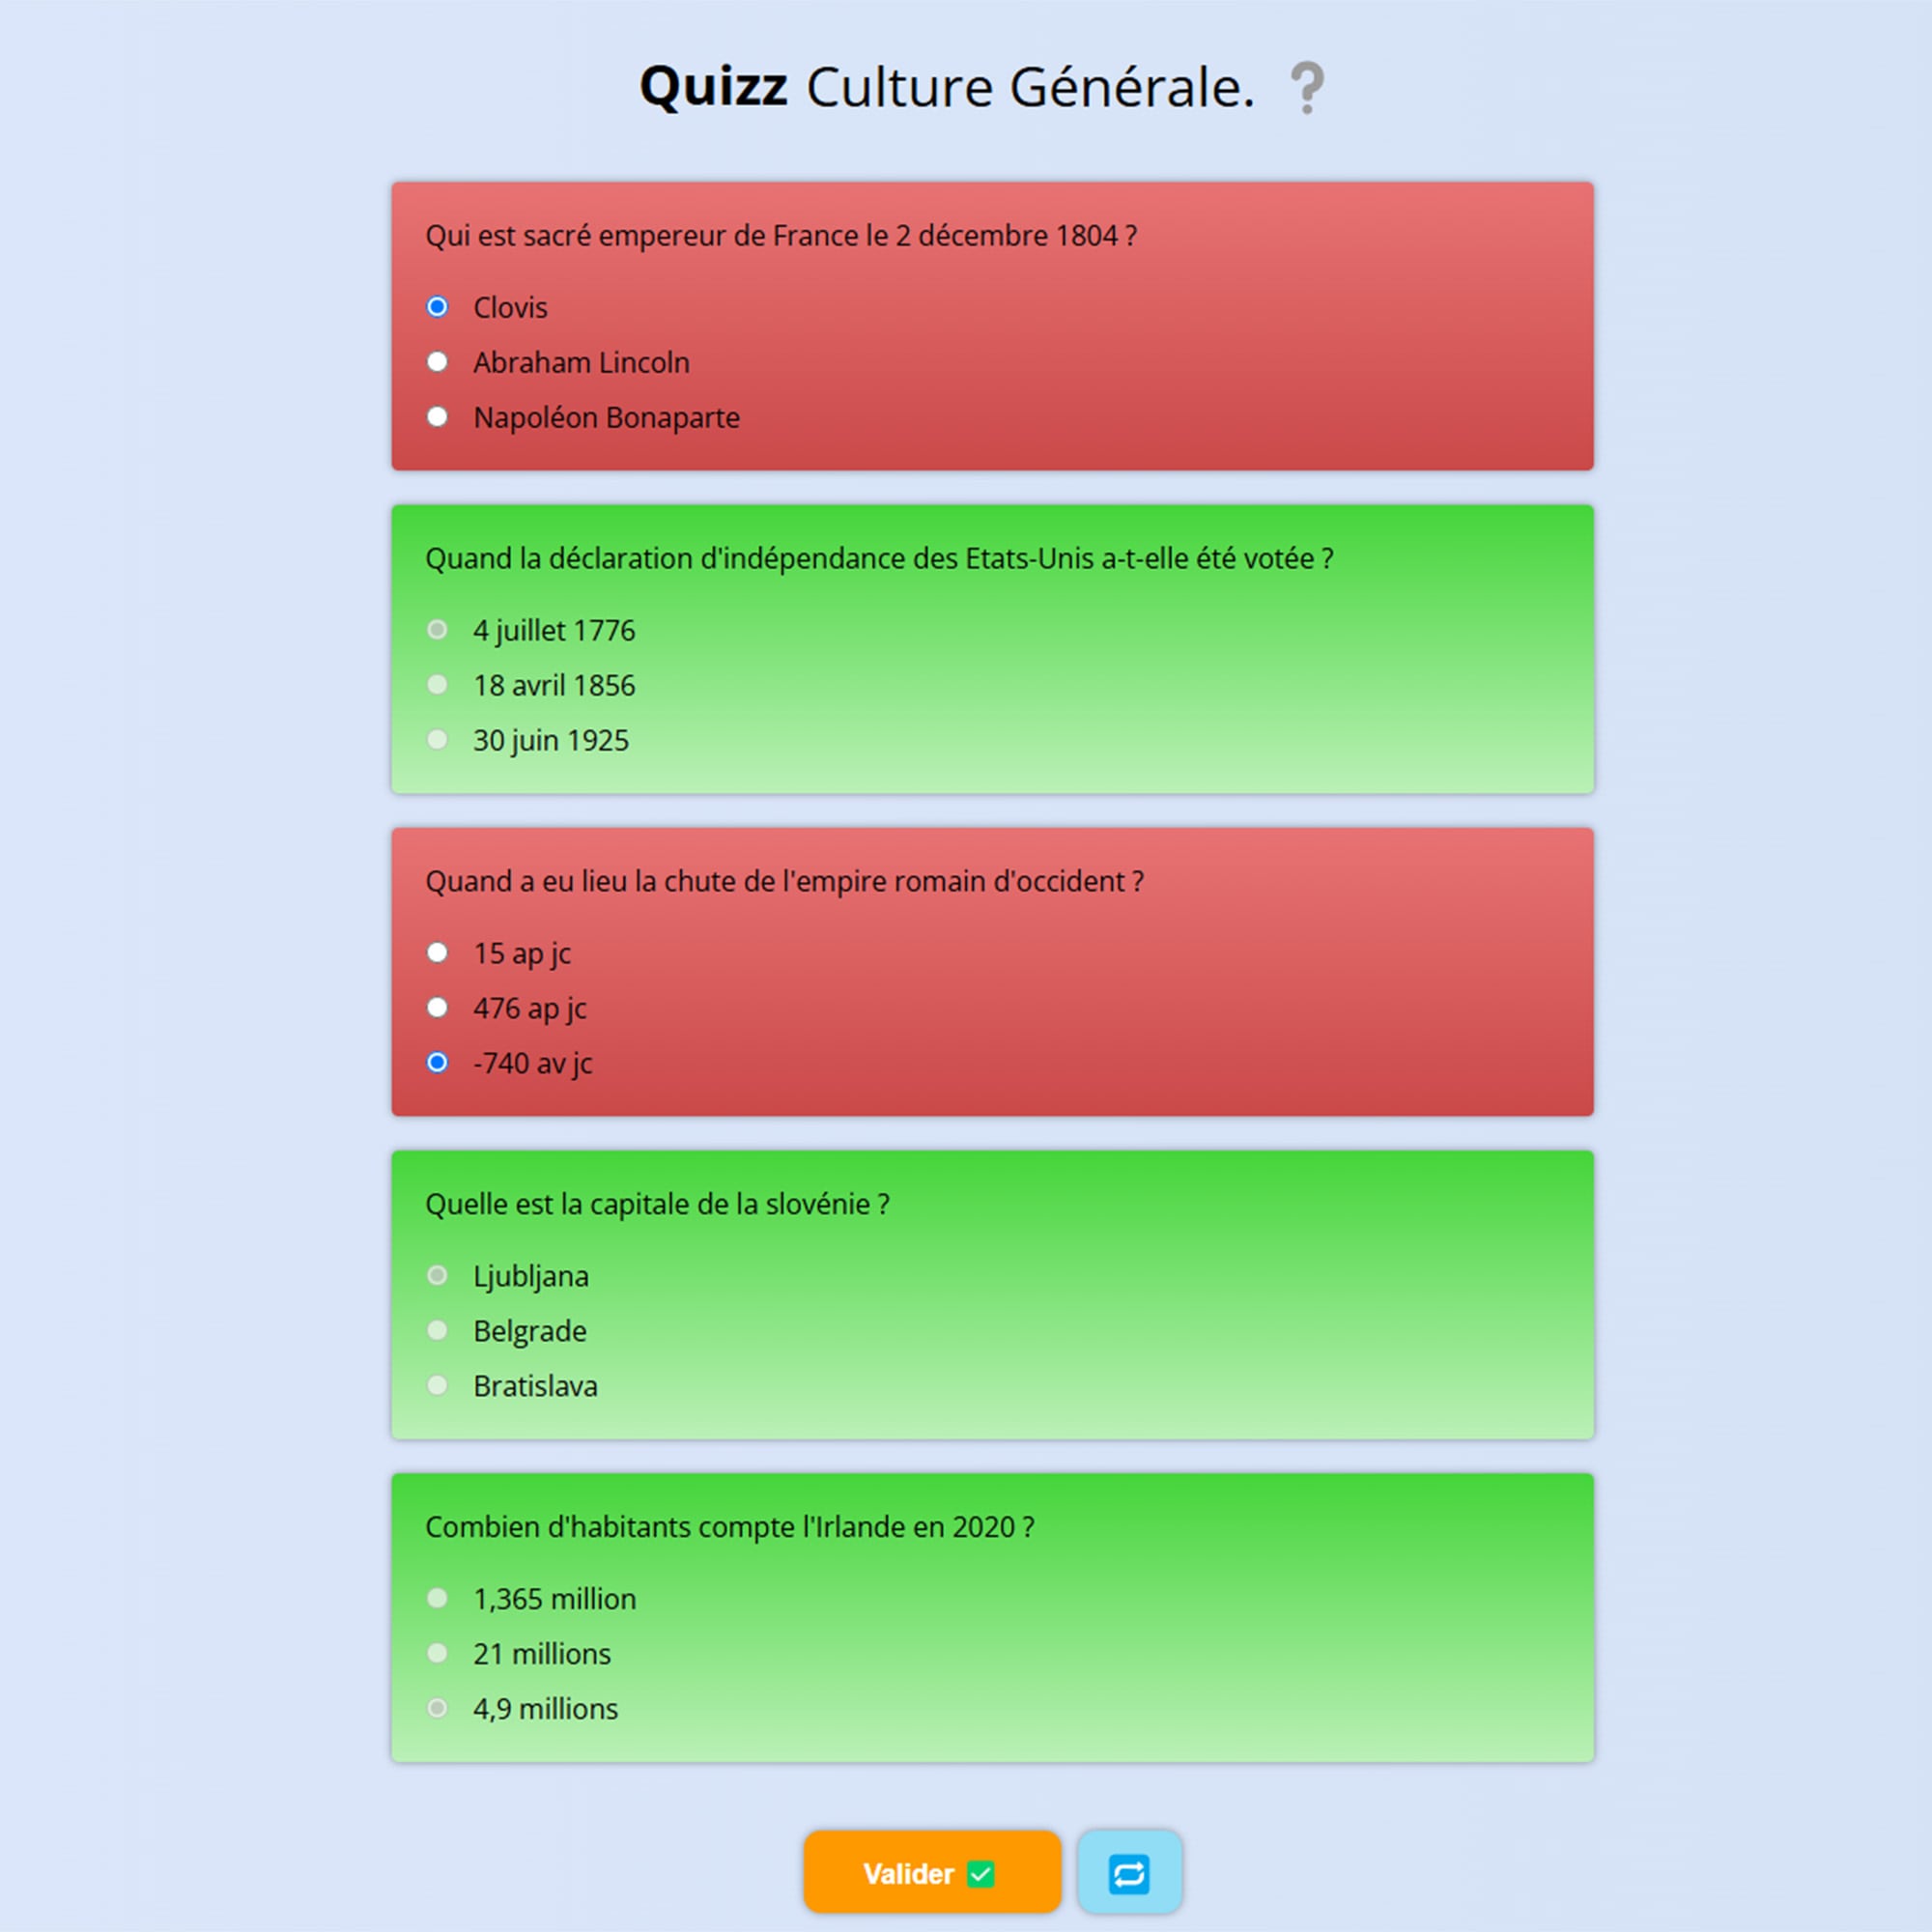 Quizz Culture Générale. ?
Qui est sacré empereur de France le 2 décembre 1804 ?
Clovis
Abraham Lincoln
Napoléon Bonaparte
Quand la déclaration d'indépendance des Etats-Unis a-t-elle été votée ?
4 juillet 1776
18 avril 1856
30 juin 1925
Quand a eu lieu la chute de l'empire romain d'occident ?
15 ap jc
476 ap jc
-740 av jc
Quelle est la capitale de la slovénie ?
Ljubljana
Belgrade
Bratislava
Combien d'habitants compte l'Irlande en 2020 ?
1,365 million
21 millions
4,9 millions
Valider